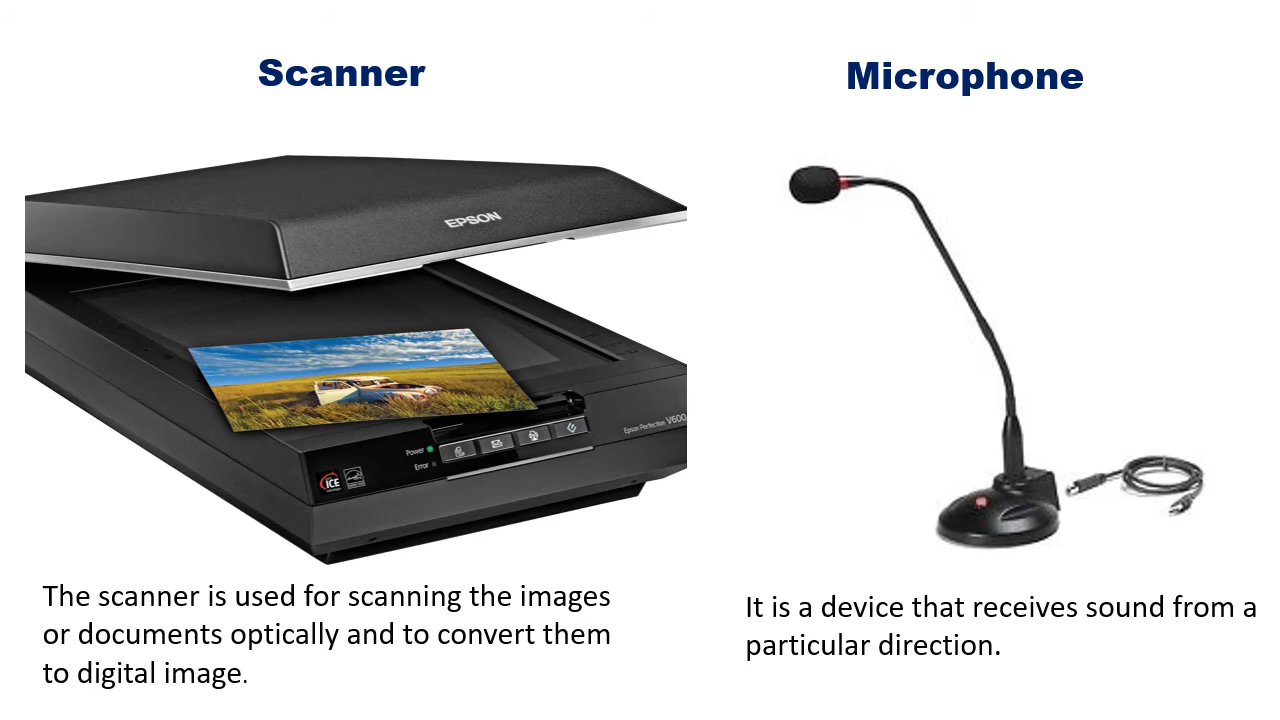 Scanner
Microphone
EPSON
Epson Perfection V600
Power
Error
ICE
The scanner is used for scanning the images
or documents optically and to convert them
to digital image.
It is a device that receives sound from a
particular direction.